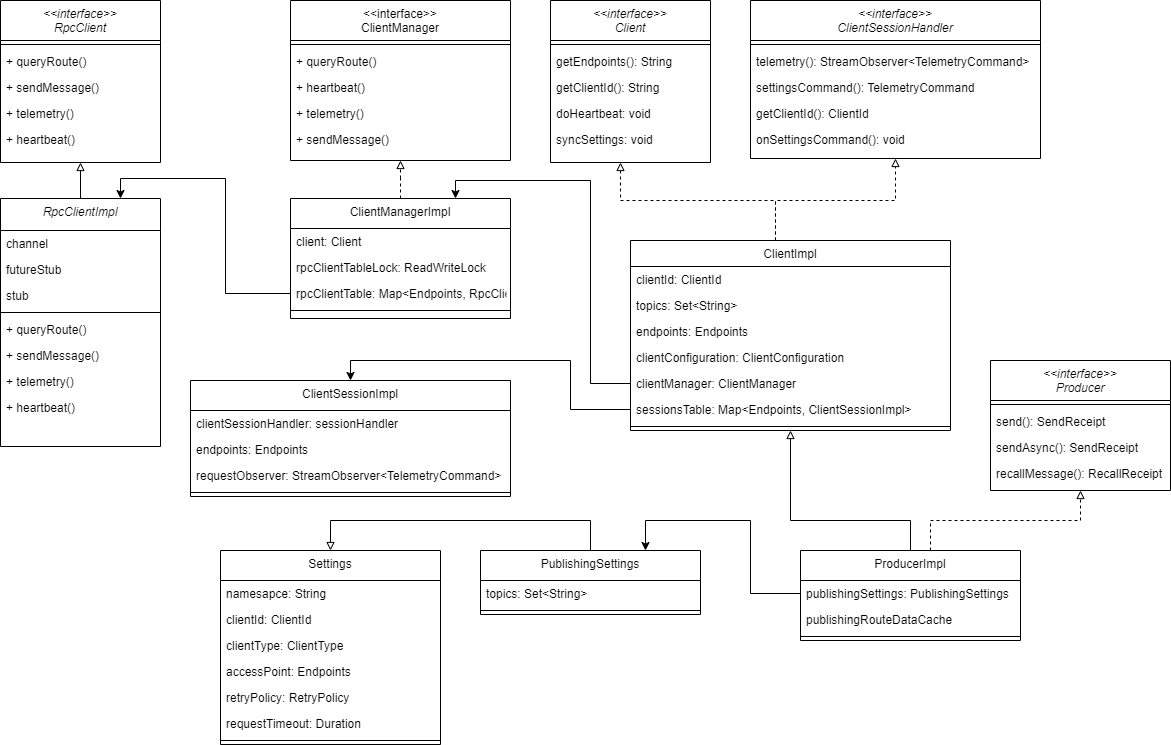 <<interface>>
RpcClient
+ queryRoute()
+ sendMessage()
+ telemetry()
+ heartbeat()
<<interface>>
ClientManager
+ queryRoute()
+ heartbeat()
+ telemetry()
+ sendMessage()
<<interface>>
Client
getEndpoints(): String
getClientId(): String
doHeartbeat: void
syncSettings: void
<<interface>>
ClientSessionHandler
telemetry(): StreamObserver<TelemetryCommand>
settingsCommand(): TelemetryCommand
getClientId(): ClientId
onSettingsCommand(): void
RpcClientImpl
channel
futureStub
stub
+ queryRoute()
+ sendMessage()
+ telemetry()
+ heartbeat()
ClientManagerImpl
client: Client
rpcClientTableLock: ReadWriteLock
rpcClientTable: Map<Endpoints, RpcClie
ClientImpl
clientId: ClientId
topics: Set<String>
endpoints: Endpoints
clientConfiguration: ClientConfiguration
clientManager: ClientManager
sessionsTable: Map<Endpoints, ClientSessionImpl>
<<interface>>
Producer
send(): SendReceipt
sendAsync(): SendReceipt
recallMessage(): RecallReceipt
ClientSessionImpl
clientSessionHandler: sessionHandler
endpoints: Endpoints
requestObserver: StreamObserver<TelemetryCommand>
Settings
namesapce: String
clientId: ClientId
clientType: ClientType
accessPoint: Endpoints
retryPolicy: RetryPolicy
requestTimeout: Duration
PublishingSettings
topics: Set<String>
ProducerImpl
publishingSettings: PublishingSettings
publishingRouteDataCache